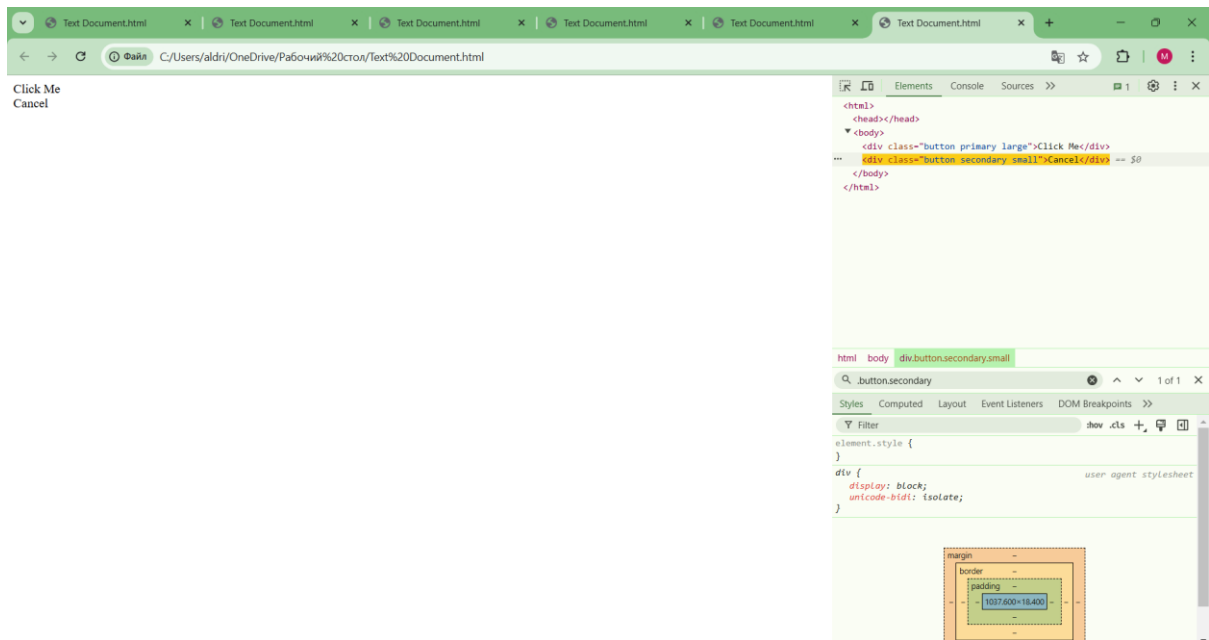 Text Document.html Text Document.html Text Document.html Text Document.html Text Document.html Text Document.html
Файл C:/Users/aldri/OneDrive/Рабочий%20стол/Text%20Document.html M
Click Me
Cancel
Elements Console Sources 1
<html>
<head></head>
<body>
<div class="button primary large">Click Me</div>
<div class="button secondary small">Cancel</div> == $0
</body>
</html>
html body div.button.secondary.small
.button.secondary 1 of 1
Styles Computed Layout Event Listeners DOM Breakpoints
Filter :hov .cls
element.style {
}
div { user agent stylesheet
display: block;
unicode-bidi: isolate;
}
margin –
border –
padding –
– – – 1037.600×18.400 – – –
–
–